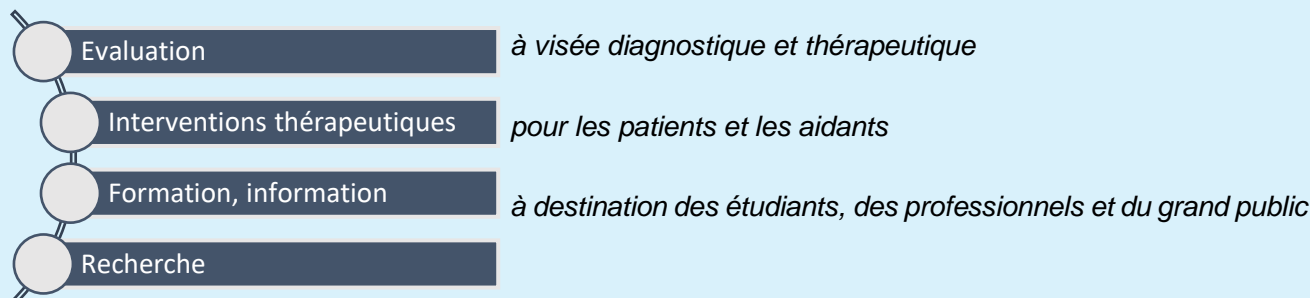 Evaluation
à visée diagnostique et thérapeutique
Interventions thérapeutiques
pour les patients et les aidants
Formation, information
à destination des étudiants, des professionnels et du grand public
Recherche